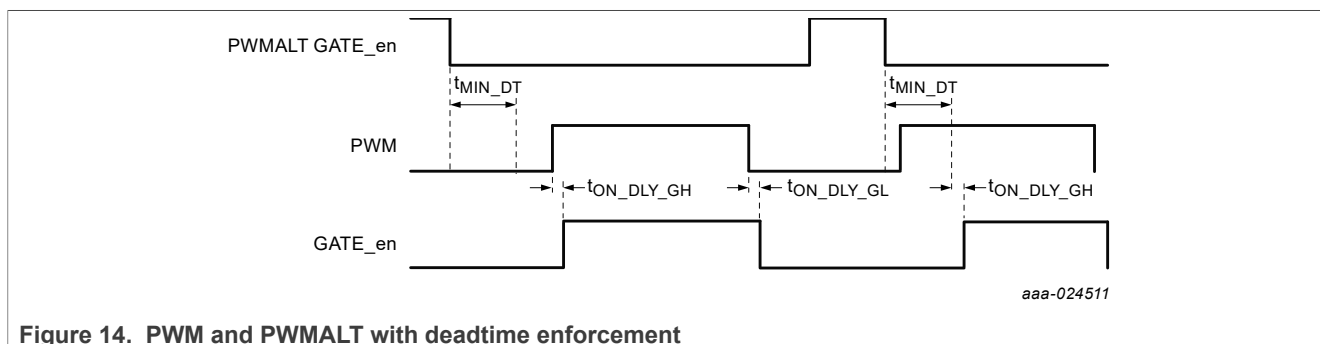 PWMALT GATE_en
tMIN_DT tMIN_DT
PWM
tON_DLY_GH tON_DLY_GL tON_DLY_GH
GATE_en
aaa-024511
Figure 14. PWM and PWMALT with deadtime enforcement